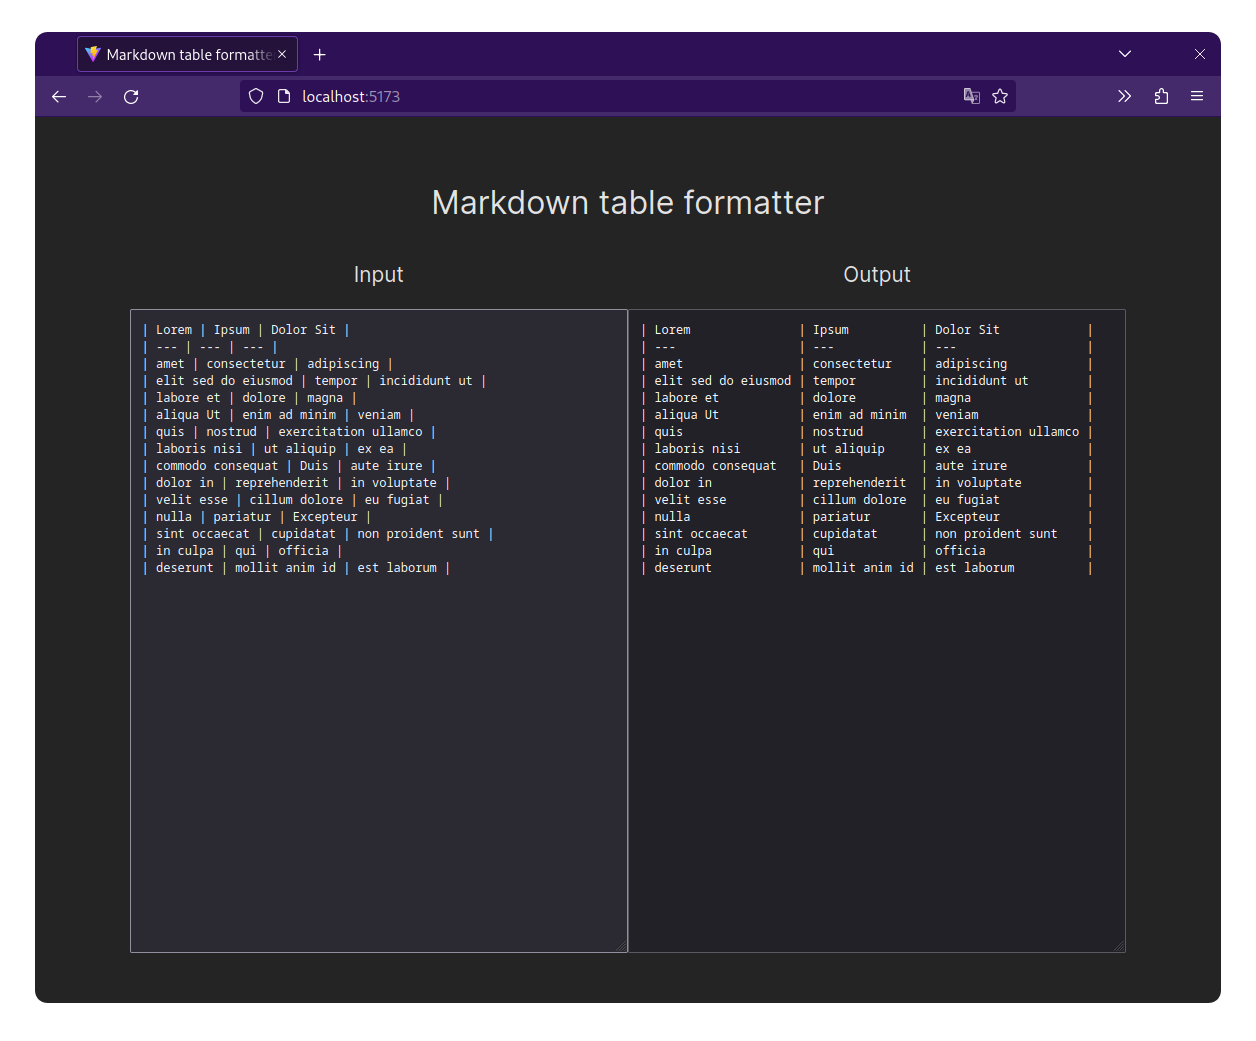 Markdown table formatte
localhost:5173
Markdown table formatter
Input
| Lorem | Ipsum | Dolor Sit |
| --- | --- | --- |
| amet | consectetur | adipiscing |
| elit sed do eiusmod | tempor | incididunt ut |
| labore et | dolore | magna |
| aliqua Ut | enim ad minim | veniam |
| quis | nostrud | exercitation ullamco |
| laboris nisi | ut aliquip | ex ea |
| commodo consequat | Duis | aute irure |
| dolor in | reprehenderit | in voluptate |
| velit esse | cillum dolore | eu fugiat |
| nulla | pariatur | Excepteur |
| sint occaecat | cupidatat | non proident sunt |
| in culpa | qui | officia |
| deserunt | mollit anim id | est laborum |
Output
| Lorem               | Ipsum          | Dolor Sit            |
| ---                 | ---            | ---                  |
| amet                | consectetur    | adipiscing           |
| elit sed do eiusmod | tempor         | incididunt ut        |
| labore et           | dolore         | magna                |
| aliqua Ut           | enim ad minim  | veniam               |
| quis                | nostrud        | exercitation ullamco |
| laboris nisi        | ut aliquip     | ex ea                |
| commodo consequat   | Duis           | aute irure           |
| dolor in            | reprehenderit  | in voluptate         |
| velit esse          | cillum dolore  | eu fugiat            |
| nulla               | pariatur       | Excepteur            |
| sint occaecat       | cupidatat      | non proident sunt    |
| in culpa            | qui            | officia              |
| deserunt            | mollit anim id | est laborum          |